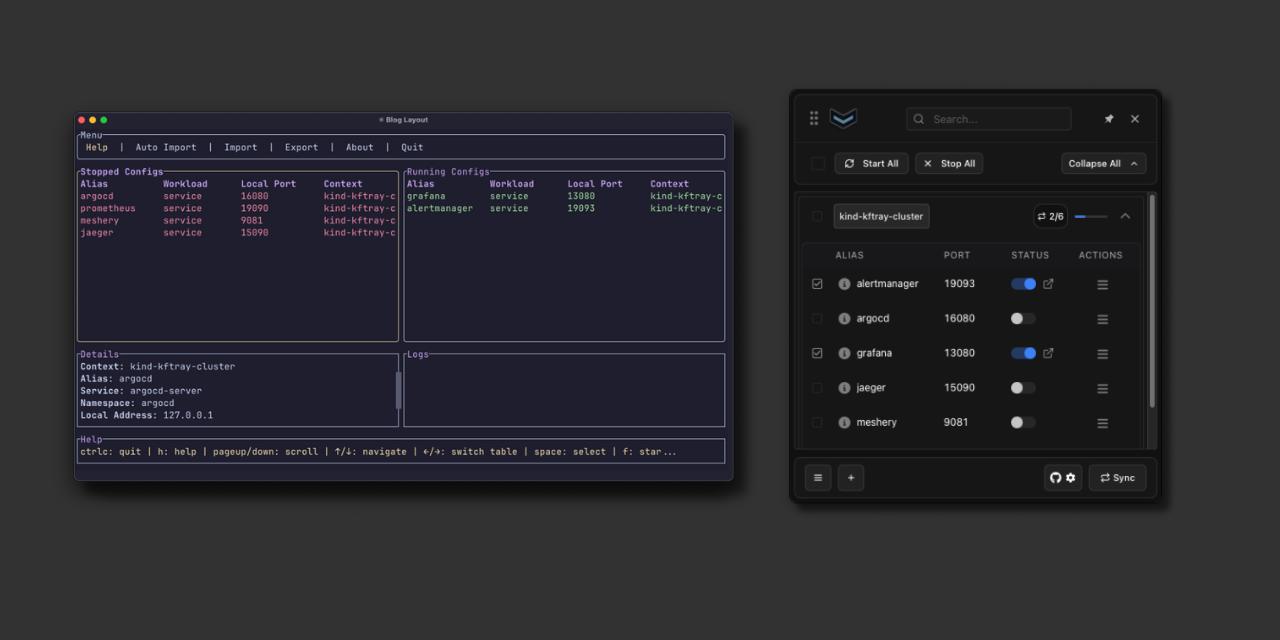 Blog Layout
Menu
Help | Auto Import | Import | Export | About | Quit
Stopped Configs
Alias Workload Local Port Context
argocd service 16080 kind-kftray-c
prometheus service 19090 kind-kftray-c
meshery service 9081 kind-kftray-c
jaeger service 15090 kind-kftray-c
Running Configs
Alias Workload Local Port Context
grafana service 13080 kind-kftray-c
alertmanager service 19093 kind-kftray-c
Details
Context: kind-kftray-cluster
Alias: argocd
Service: argocd-server
Namespace: argocd
Local Address: 127.0.0.1
Logs
Help
ctrlc: quit | h: help | pageup/down: scroll | ↑/↓: navigate | ←/→: switch table | space: select | f: star...
Search...
Start All Stop All Collapse All
kind-kftray-cluster 2/6
ALIAS PORT STATUS ACTIONS
alertmanager 19093
argocd 16080
grafana 13080
jaeger 15090
meshery 9081
Sync